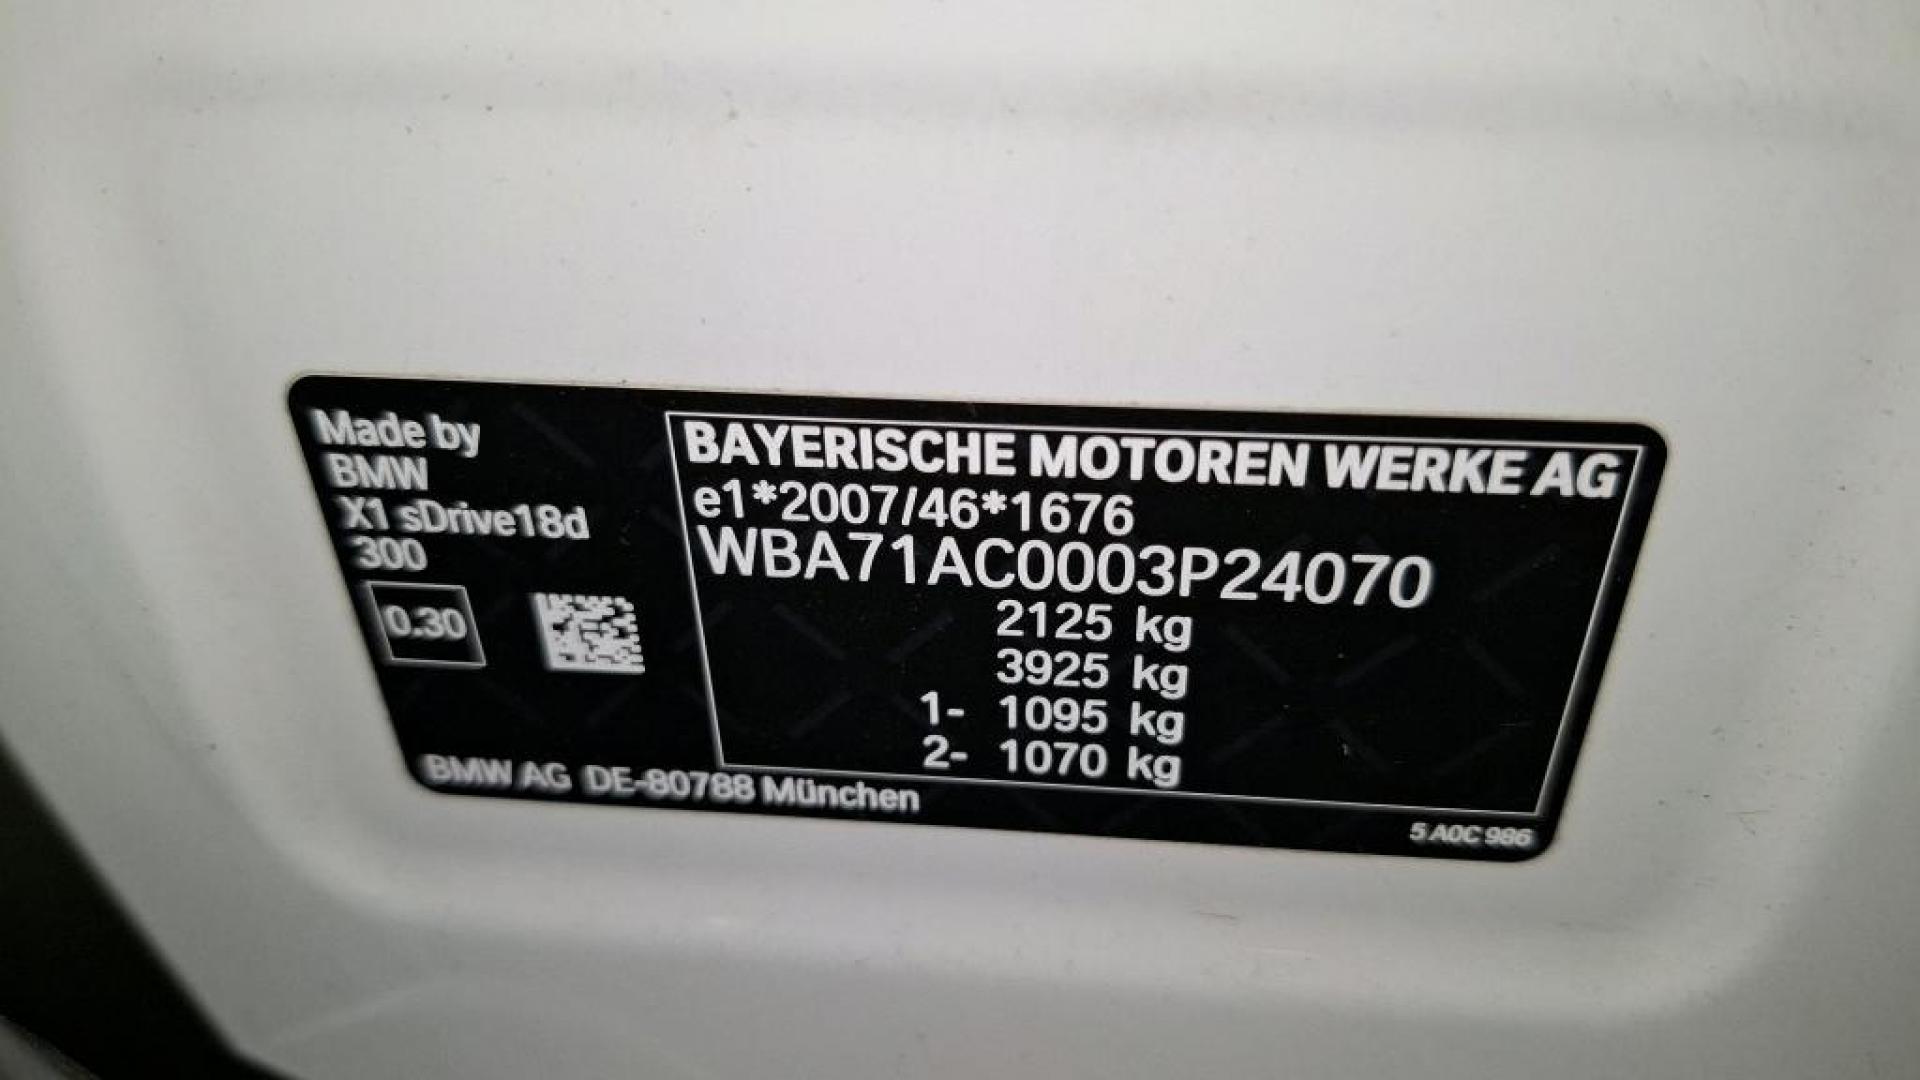 Made by
BMW
X1 sDrive18d
300
0.30
BAYERISCHE MOTOREN WERKE AG
e1*2007/46*1676
WBA71AC0003P24070
2125 kg
3925 kg
1- 1095 kg
2- 1070 kg
BMW AG DE-80788 München
5 A0C 986